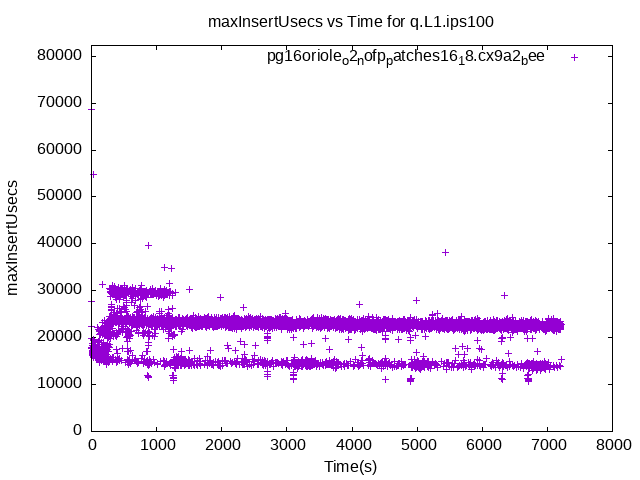 maxInsertUsecs vs Time for q.L1.ips100
pg16oriole_o2_nofp_patches16_18.cx9a2_bee
maxInsertUsecs
80000
70000
60000
50000
40000
30000
20000
10000
0
0 1000 2000 3000 4000 5000 6000 7000 8000
Time(s)